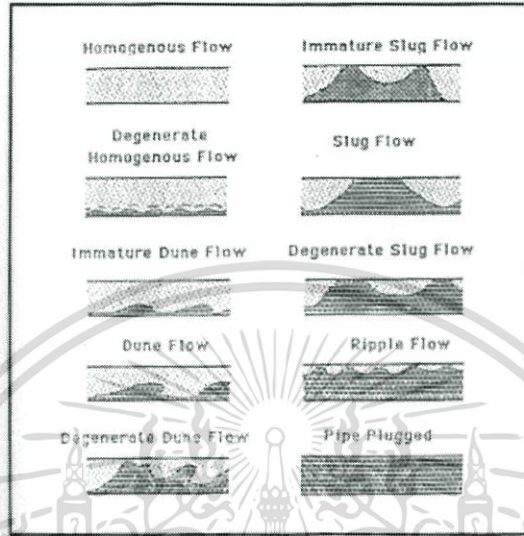 Homogenous Flow
Immature Slug Flow
Degenerate
Homogenous Flow
Slug Flow
Immature Dune Flow
Degenerate Slug Flow
Dune Flow
Ripple Flow
Degenerate Dune Flow
Pipe Plugged